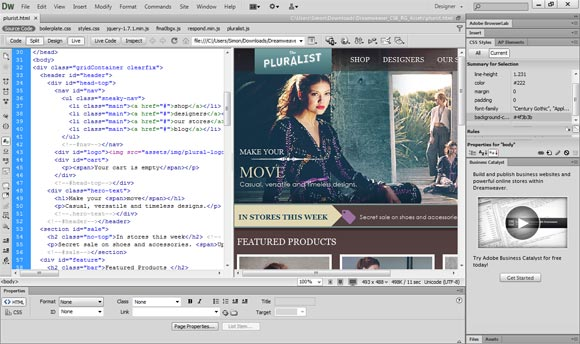 Dw
File Edit View Insert Modify Format Commands Site Window Help
Designer
plurist.html
Source Code boilerplate.css styles.css jquery-1.7.1.min.js respond.min.js pluralist.js
Code Split Design Live Live Code Inspect
30 </head>
31 <body>
32 <div class="gridContainer clearfix">
33 <header id="header">
34 <div id="head-top">
35 <nav id="nav">
36 <ul class="sneaky-nav">
37 <li class="main"><a href="#">shop</a></li>
38 <li class="main"><a href="#">designers</a></li>
39 <li class="main"><a href="#">our stores</a></li>
40 <li class="main"><a href="#">blog</a></li>
41 </ul>
42 <!--#nav-->
43 <div id="logo"><img src="assets/img/plural-logo
44 <div id="cart">
45 <p><span>Your cart is empty</span></p>
46 </div>
47 <!--#head-top--></div>
48 <div class="hero-text">
49 <h1>Make your <span>move</span></h1>
50 <p>Casual, versatile and timeless designs.</p>
51 <!--.hero-text--></div>
52 <!--#header--></header>
53 <section id="sale">
54 <h2 class="no-top">In stores this week</h2>
55 <p>Secret sale on shoes and accessories. <span>Up
56 <!--#sale--></section>
57 <div id="feature">
58 <h2 class="bar">Featured Products </h2>
The
PLURALIST
SHOP DESIGNERS OUR S
MAKE YOUR
MOVE
Casual, versatile and timeless designs.
IN STORES THIS WEEK
Secret sale on shoes and accessories
FEATURED PRODUCTS
<body>
100% 493 x 488 498K / 11 sec Unicode (UTF-8)
Properties
HTML Format None Class None B I Title
CSS ID None Link Target
Page Properties... List Item...
Adobe BrowserLab
Insert
CSS Styles AP Elements
All Current
Summary for Selection
line-height 1.231
color #222
margin 0
padding 0
font-family "Century Gothic", "Apple
background-c... #4f3b3b
Rules
Properties for "body"
Business Catalyst
Build and publish business websites and powerful online stores within Dreamweaver.
Try Adobe Business Catalyst for free today!
Get Started
Files Assets